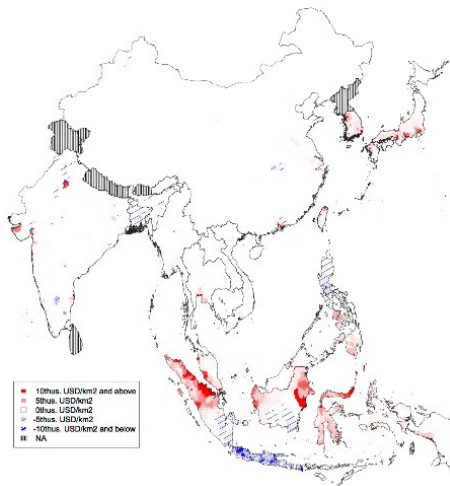 10thus. USD/km2 and above
5thus. USD/km2
0thus. USD/km2
-5thus. USD/km2
-10thus. USD/km2 and below
NA